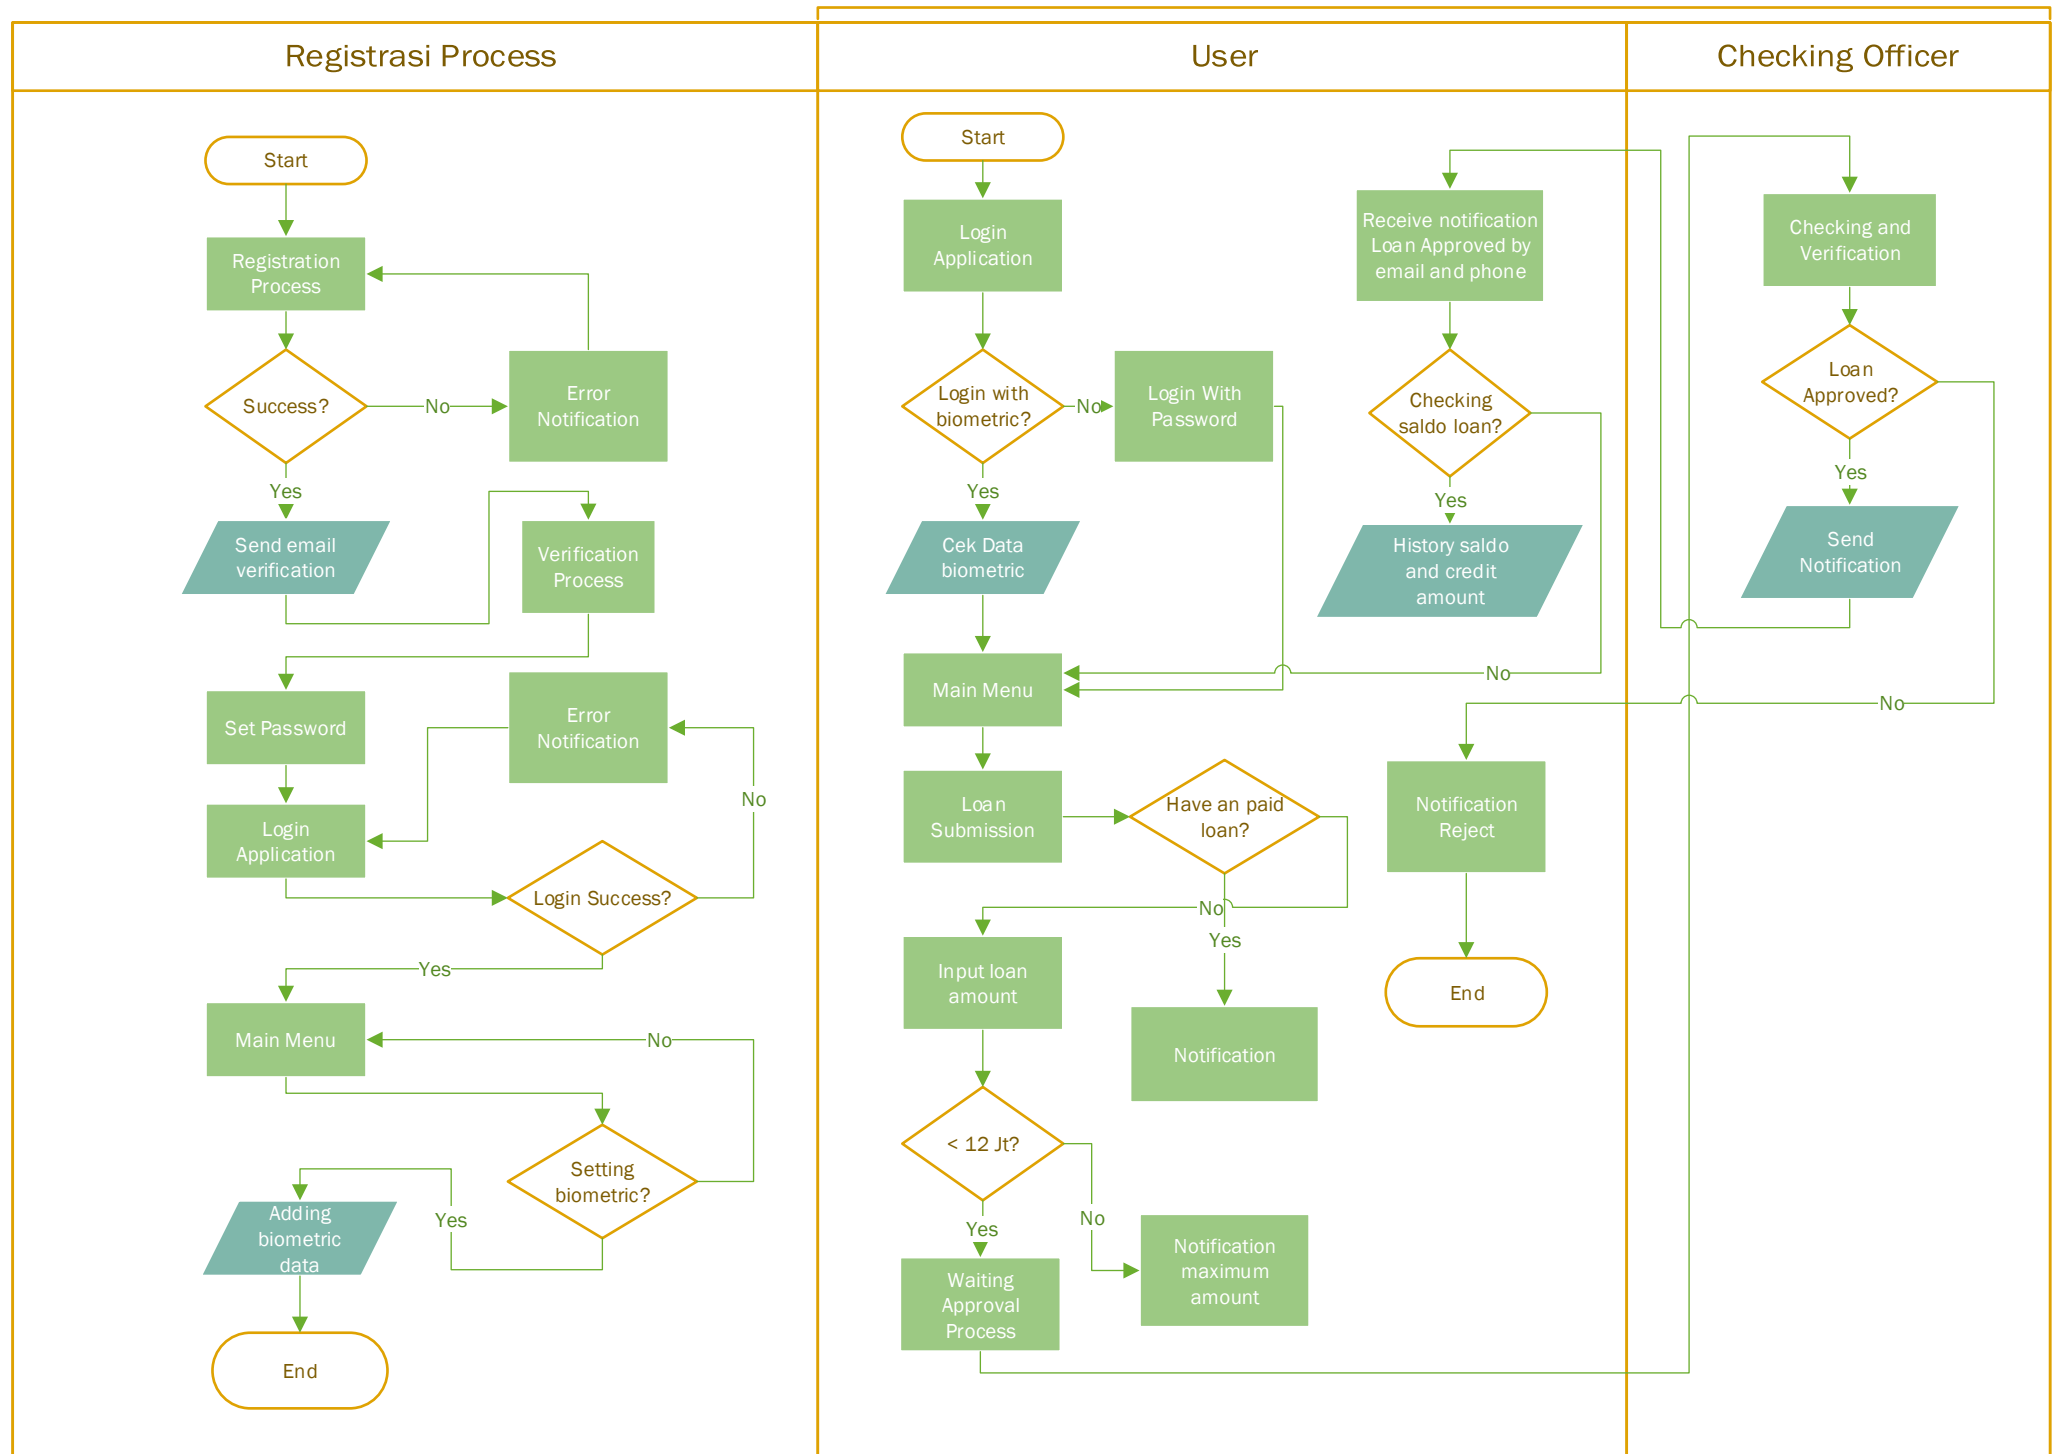 Registrasi Process
User
Checking Officer
Start
Registration
Process
Success?
No
Error
Notification
Yes
Send email
verification
Verification
Process
Set Password
Error
Notification
No
Login
Application
Login Success?
Yes
Main Menu
No
Setting
biometric?
Yes
Adding
biometric
data
End
Start
Login
Application
Login with
biometric?
No
Login With
Password
Yes
Cek Data
biometric
Main Menu
Loan
Submission
Have an paid
loan?
No
Yes
Input loan
amount
Notification
< 12 Jt?
No
Yes
Notification
maximum
amount
Waiting
Approval
Process
Receive notification
Loan Approved by
email and phone
Checking
saldo loan?
Yes
History saldo
and credit
amount
No
Notification
Reject
End
Checking and
Verification
Loan
Approved?
Yes
Send
Notification
No